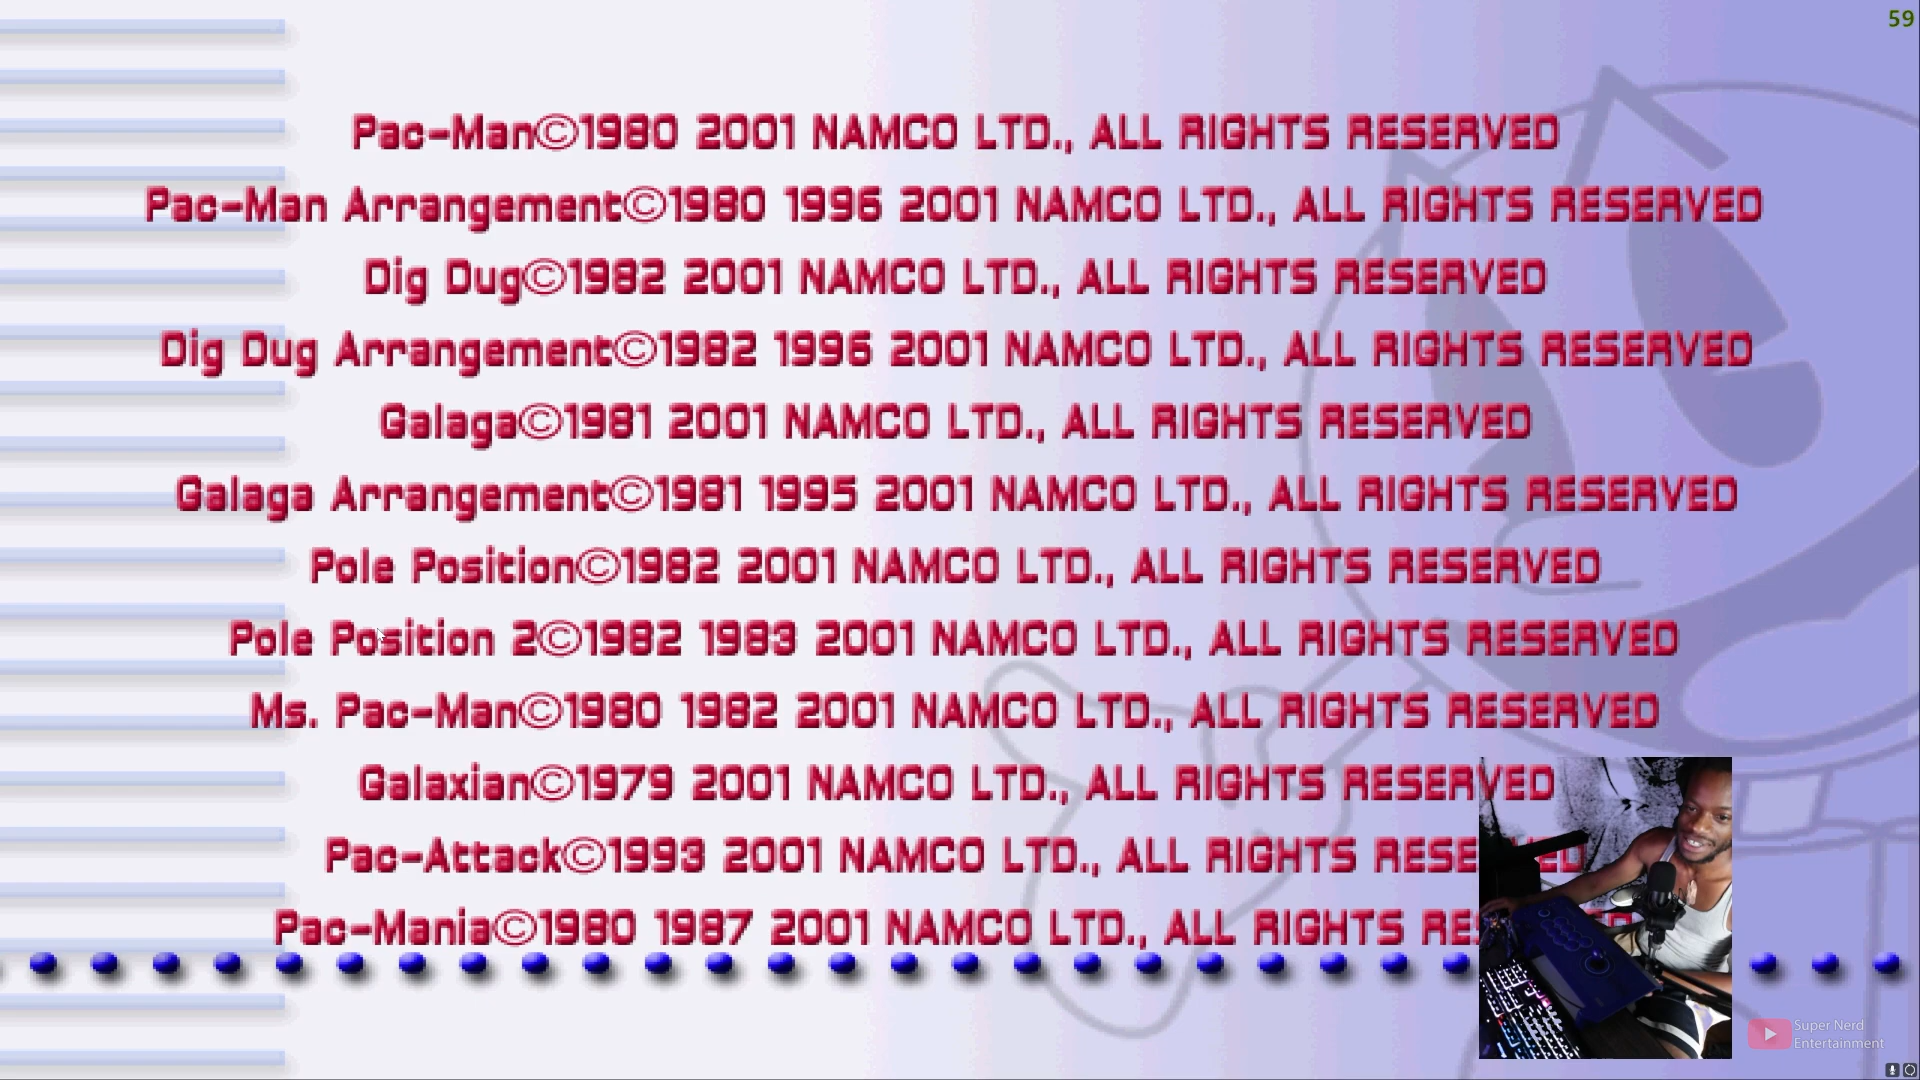 59
Pac-Man©1980 2001 NAMCO LTD., ALL RIGHTS RESERVED
Pac-Man Arrangement©1980 1996 2001 NAMCO LTD., ALL RIGHTS RESERVED
Dig Dug©1982 2001 NAMCO LTD., ALL RIGHTS RESERVED
Dig Dug Arrangement©1982 1996 2001 NAMCO LTD., ALL RIGHTS RESERVED
Galaga©1981 2001 NAMCO LTD., ALL RIGHTS RESERVED
Galaga Arrangement©1981 1995 2001 NAMCO LTD., ALL RIGHTS RESERVED
Pole Position©1982 2001 NAMCO LTD., ALL RIGHTS RESERVED
Pole Position 2©1982 1983 2001 NAMCO LTD., ALL RIGHTS RESERVED
Ms. Pac-Man©1980 1982 2001 NAMCO LTD., ALL RIGHTS RESERVED
Galaxian©1979 2001 NAMCO LTD., ALL RIGHTS RESERVED
Pac-Attack©1993 2001 NAMCO LTD., ALL RIGHTS
Pac-Mania©1980 1987 2001 NAMCO LTD., ALL RIGHTS
Super Nerd
Entertainment